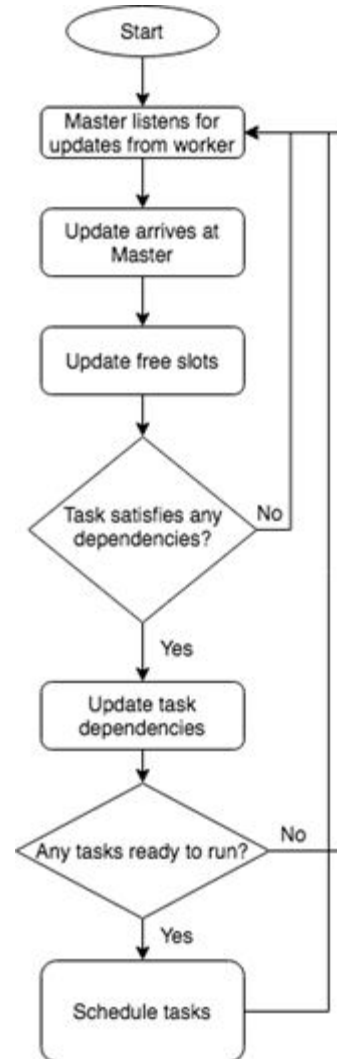 Start
Master listens for
updates from worker
Update arrives at
Master
Update free slots
Task satisfies any
dependencies?
No
Yes
Update task
dependencies
Any tasks ready to run?
No
Yes
Schedule tasks